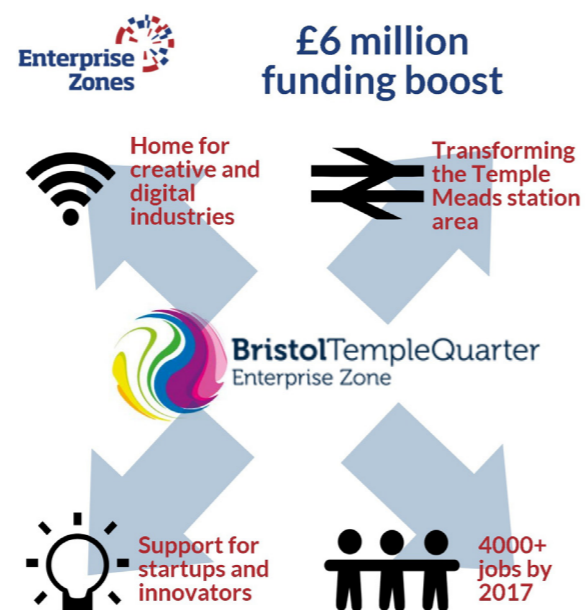 Enterprise
Zones
£6 million
funding boost
Home for
creative and
digital
industries
Transforming
the Temple
Meads station
area
BristolTempleQuarter
Enterprise Zone
Support for
startups and
innovators
4000+
jobs by
2017